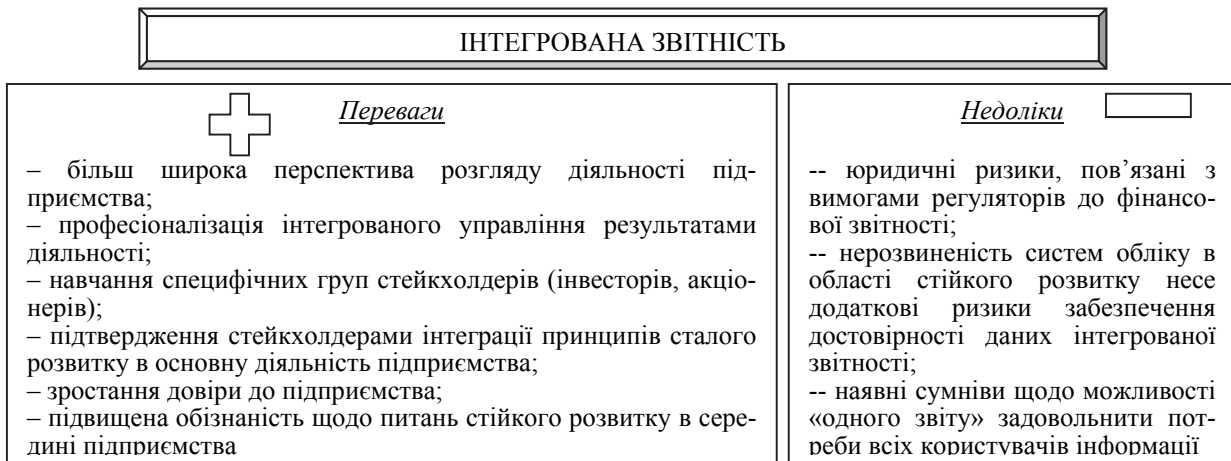 ІНТЕГРОВАНА ЗВІТНІСТЬ
Переваги
– більш широка перспектива розгляду діяльності під-
приємства;
– професіоналізація інтегрованого управління результатами
діяльності;
– навчання специфічних груп стейкхолдерів (інвесторів, акціо-
нерів);
– підтвердження стейкхолдерами інтеграції принципів сталого
розвитку в основну діяльність підприємства;
– зростання довіри до підприємства;
– підвищена обізнаність щодо питань стійкого розвитку в сере-
дині підприємства
Недоліки
-- юридичні ризики, пов’язані з
вимогами регуляторів до фінансо-
вої звітності;
-- нерозвиненість систем обліку в
області стійкого розвитку несе
додаткові ризики забезпечення
достовірності даних інтегрованої
звітності;
-- наявні сумніви щодо можливості
«одного звіту» задовольнити пот-
реби всіх користувачів інформації